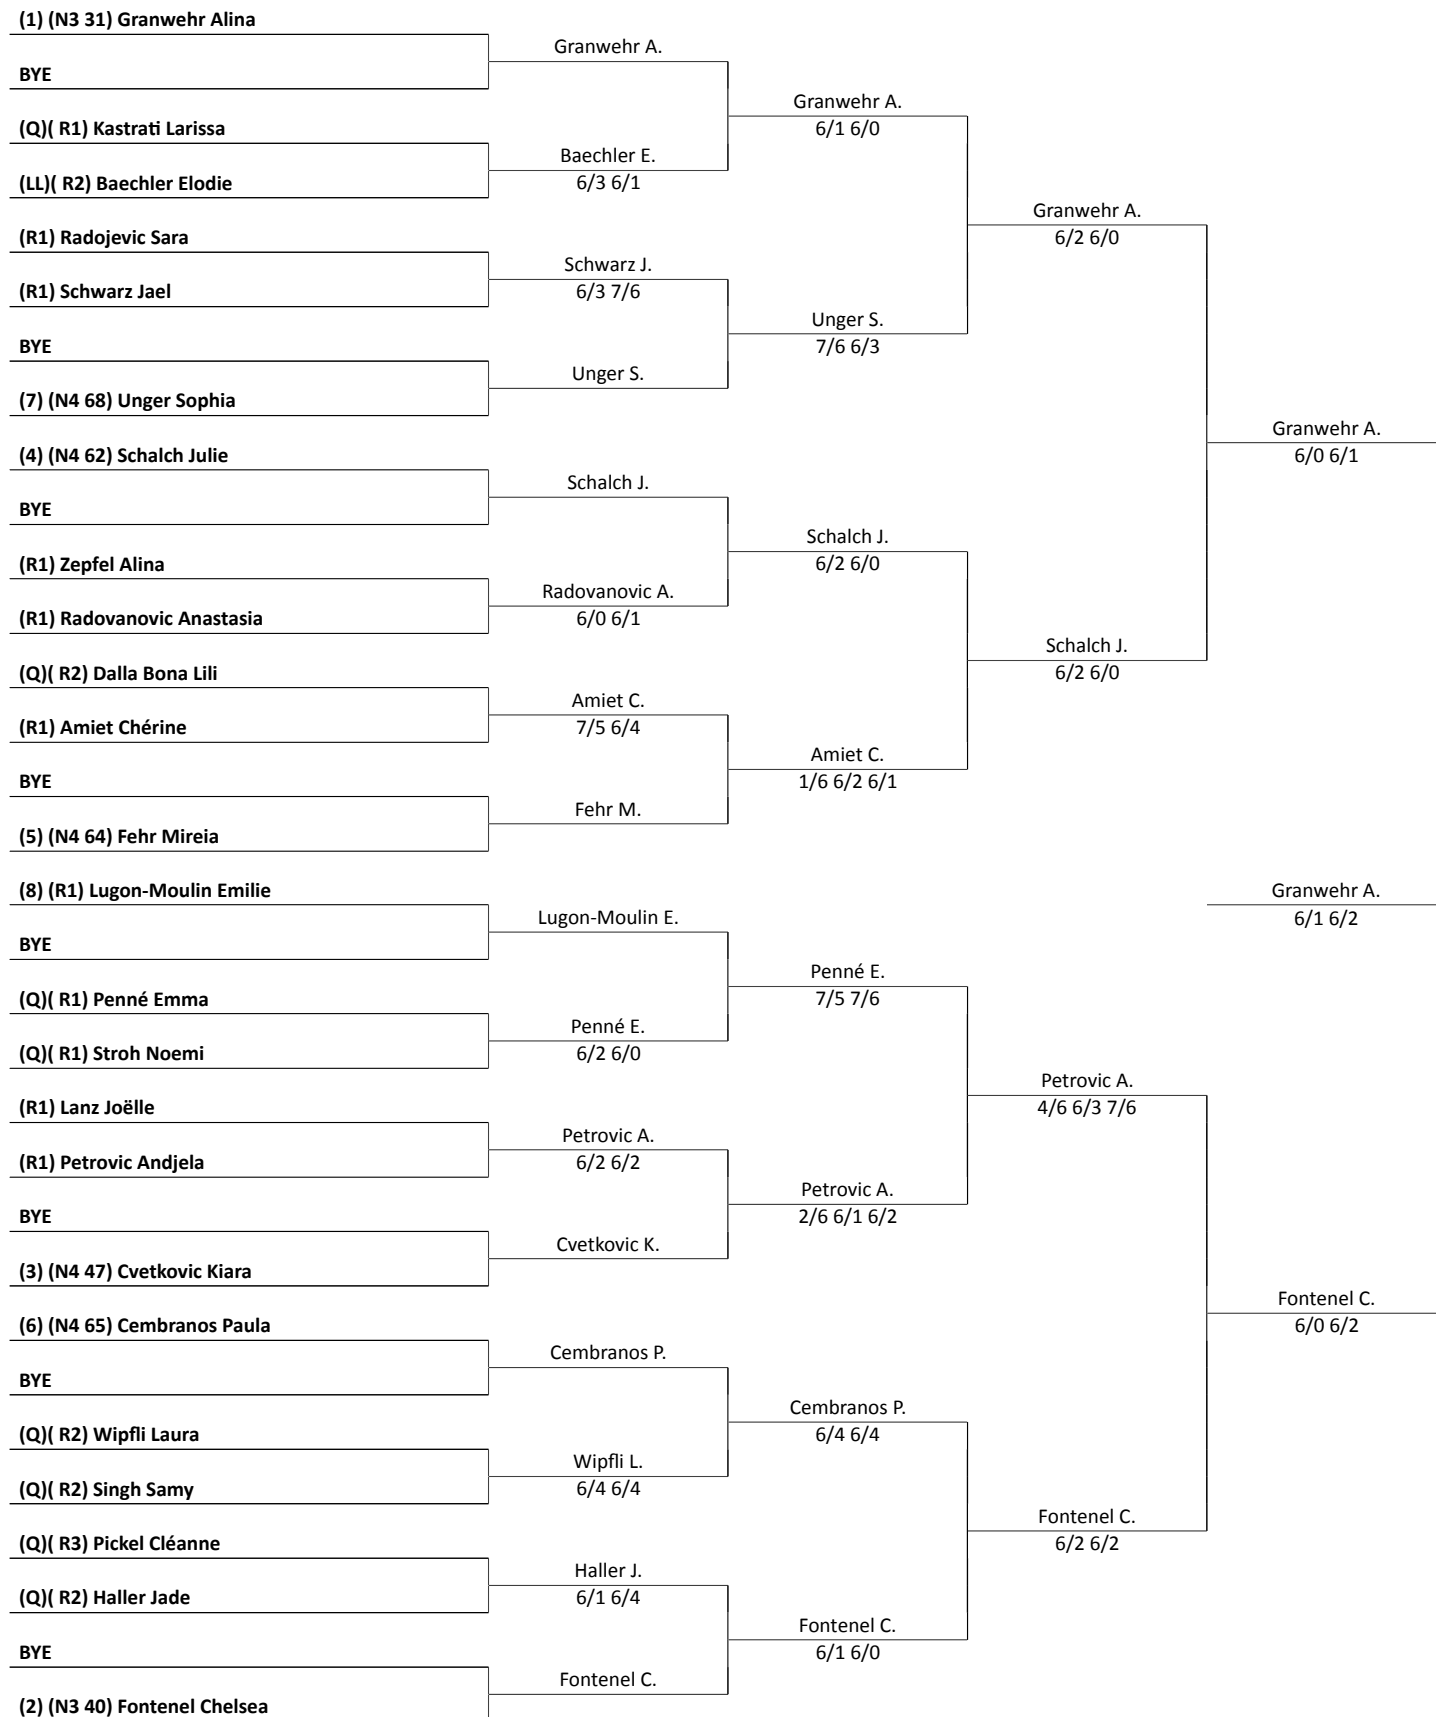 (1) (N3 31) Granwehr Alina
BYE
(Q)( R1) Kastrati Larissa
(LL)( R2) Baechler Elodie
(R1) Radojevic Sara
(R1) Schwarz Jael
BYE
(7) (N4 68) Unger Sophia
(4) (N4 62) Schalch Julie
BYE
(R1) Zepfel Alina
(R1) Radovanovic Anastasia
(Q)( R2) Dalla Bona Lili
(R1) Amiet Chérine
BYE
(5) (N4 64) Fehr Mireia
(8) (R1) Lugon-Moulin Emilie
BYE
(Q)( R1) Penné Emma
(Q)( R1) Stroh Noemi
(R1) Lanz Joëlle
(R1) Petrovic Andjela
BYE
(3) (N4 47) Cvetkovic Kiara
(6) (N4 65) Cembranos Paula
BYE
(Q)( R2) Wipfli Laura
(Q)( R2) Singh Samy
(Q)( R3) Pickel Cléanne
(Q)( R2) Haller Jade
BYE
(2) (N3 40) Fontenel Chelsea
Granwehr A.
Baechler E.
6/3 6/1
Schwarz J.
6/3 7/6
Unger S.
Schalch J.
Radovanovic A.
6/0 6/1
Amiet C.
7/5 6/4
Fehr M.
Lugon-Moulin E.
Penné E.
6/2 6/0
Petrovic A.
6/2 6/2
Cvetkovic K.
Cembranos P.
Wipfli L.
6/4 6/4
Haller J.
6/1 6/4
Fontenel C.
Granwehr A.
6/1 6/0
Unger S.
7/6 6/3
Schalch J.
6/2 6/0
Amiet C.
1/6 6/2 6/1
Penné E.
7/5 7/6
Petrovic A.
2/6 6/1 6/2
Cembranos P.
6/4 6/4
Fontenel C.
6/1 6/0
Granwehr A.
6/2 6/0
Schalch J.
6/2 6/0
Petrovic A.
4/6 6/3 7/6
Fontenel C.
6/2 6/2
Granwehr A.
6/0 6/1
Granwehr A.
6/1 6/2
Fontenel C.
6/0 6/2